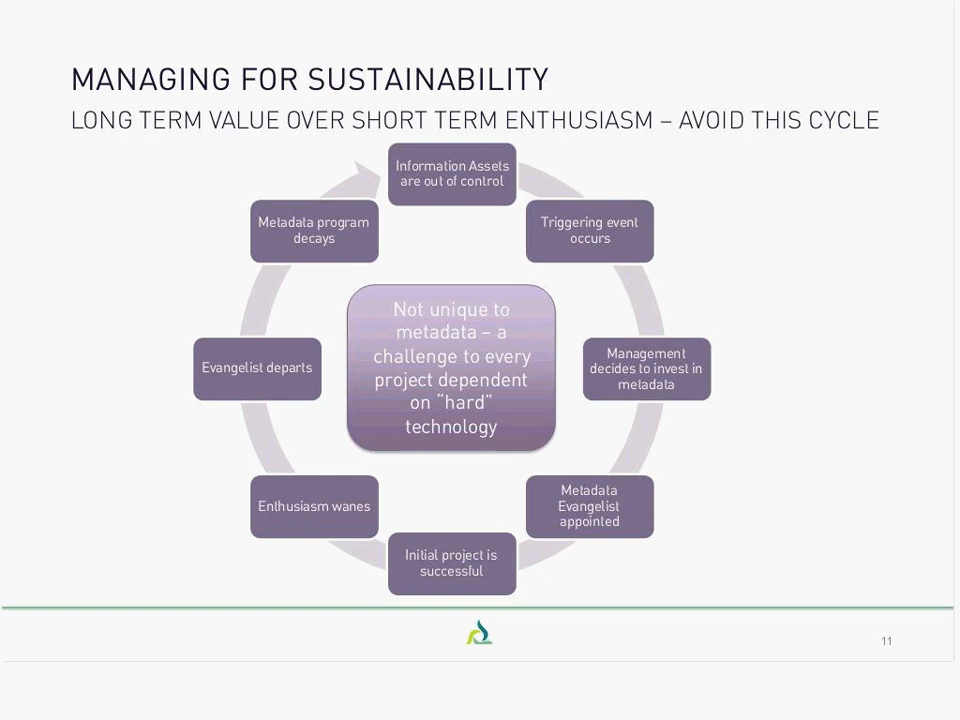 MANAGING FOR SUSTAINABILITY
LONG TERM VALUE OVER SHORT TERM ENTHUSIASM – AVOID THIS CYCLE
Information Assets
are out of control
Triggering event
occurs
Management
decides to invest in
metadata
Metadata
Evangelist
appointed
Initial project is
successful
Enthusiasm wanes
Evangelist departs
Metadata program
decays
Not unique to
metadata – a
challenge to every
project dependent
on “hard”
technology
11